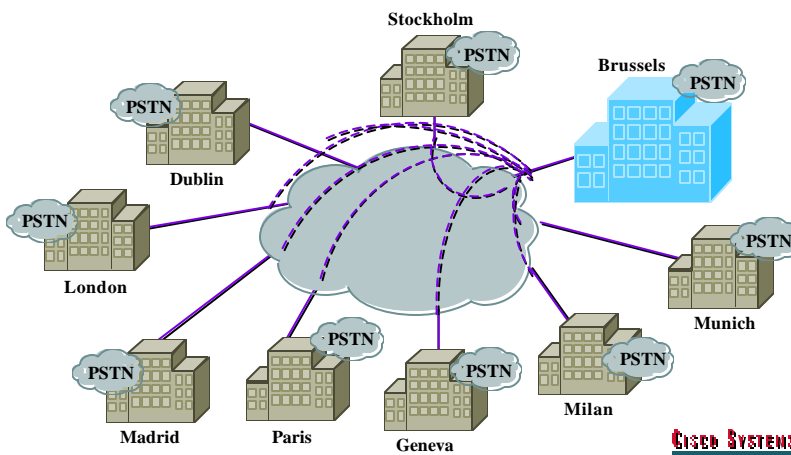 Stockholm
PSTN
Brussels
PSTN
PSTN
Dublin
PSTN
London
PSTN
Munich
PSTN
Madrid
PSTN
Paris
PSTN
Geneva
PSTN
Milan
CISCO SYSTEMS